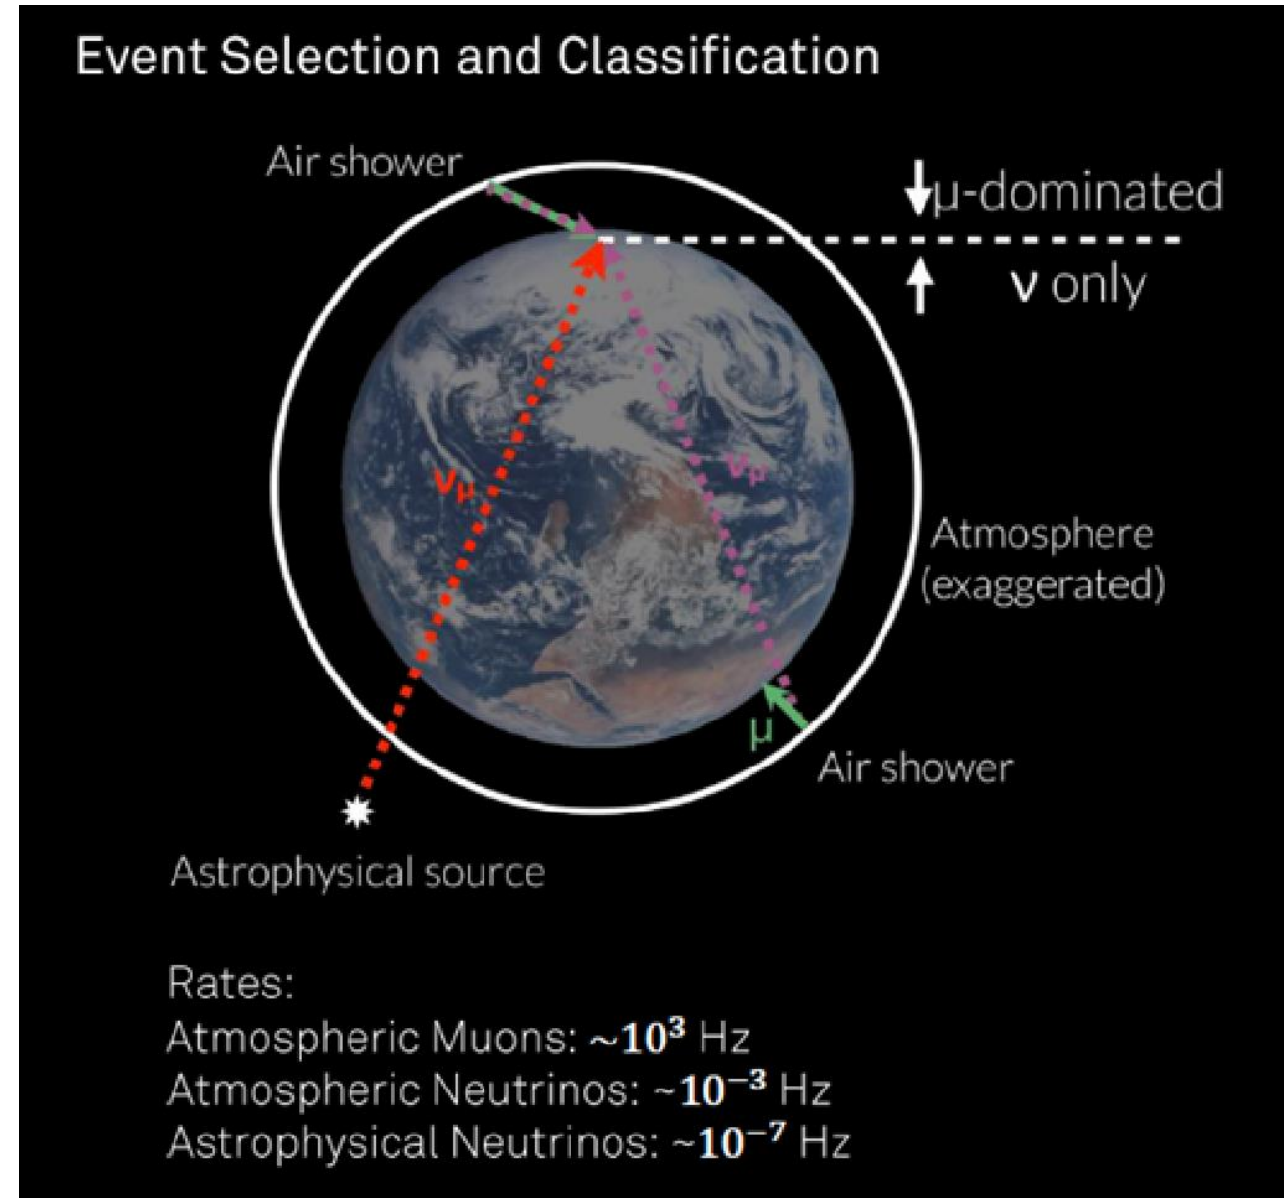 Event Selection and Classification
Air shower
μ-dominated
ν only
νμ
νμ
Atmosphere
(exaggerated)
μ
Air shower
Astrophysical source
Rates:
Atmospheric Muons: ~10³ Hz
Atmospheric Neutrinos: ~10⁻³ Hz
Astrophysical Neutrinos: ~10⁻⁷ Hz